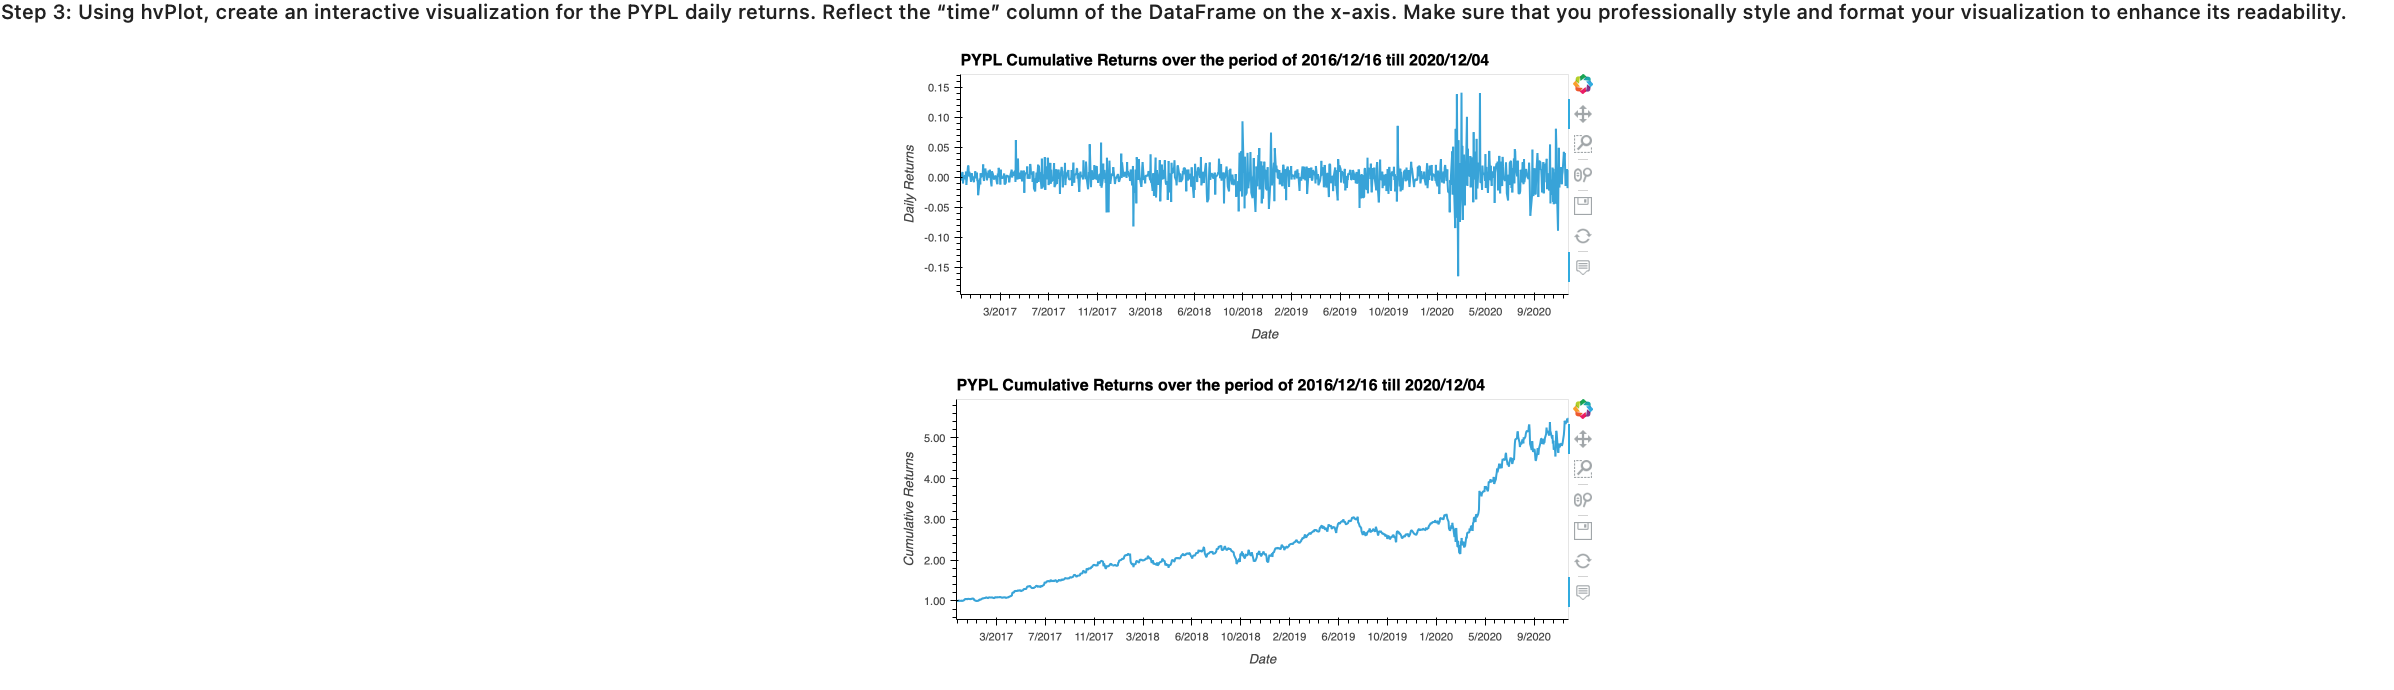 Step 3: Using hvPlot, create an interactive visualization for the PYPL daily returns. Reflect the “time” column of the DataFrame on the x-axis. Make sure that you professionally style and format your visualization to enhance its readability.
PYPL Cumulative Returns over the period of 2016/12/16 till 2020/12/04
0.15
0.10
0.05
0.00
-0.05
-0.10
-0.15
Daily Returns
3/2017 7/2017 11/2017 3/2018 6/2018 10/2018 2/2019 6/2019 10/2019 1/2020 5/2020 9/2020
Date
PYPL Cumulative Returns over the period of 2016/12/16 till 2020/12/04
5.00
4.00
3.00
2.00
1.00
Cumulative Returns
3/2017 7/2017 11/2017 3/2018 6/2018 10/2018 2/2019 6/2019 10/2019 1/2020 5/2020 9/2020
Date